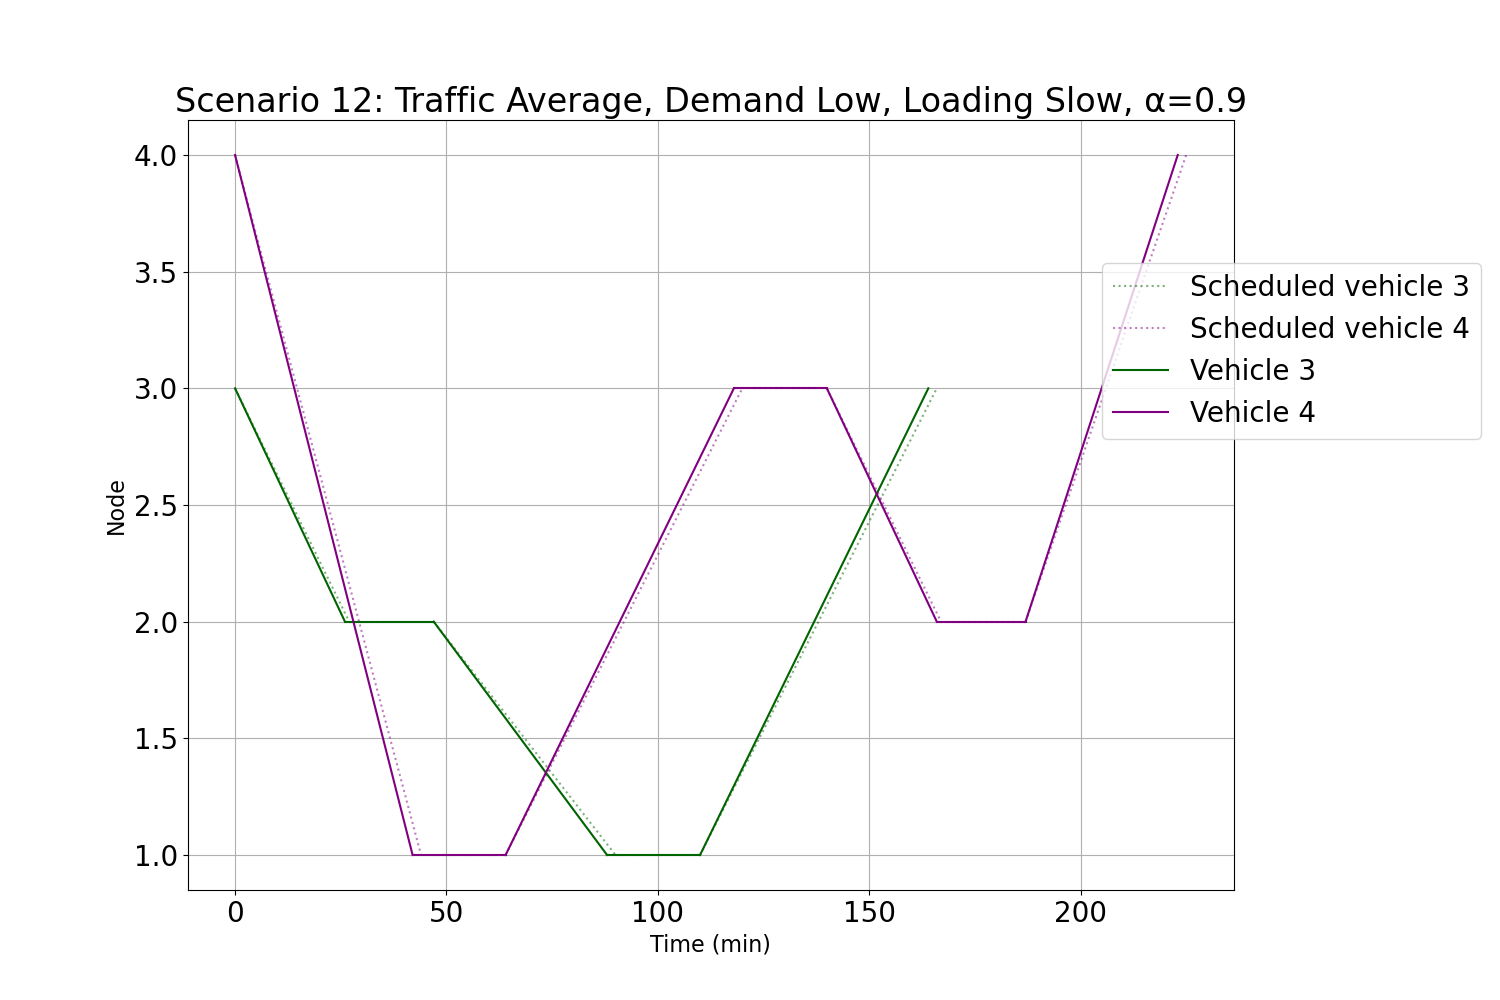 Scenario 12: Traffic Average, Demand Low, Loading Slow, α=0.9
4.0
3.5
3.0
2.5
2.0
1.5
1.0
Node
Scheduled vehicle 3
Scheduled vehicle 4
Vehicle 3
Vehicle 4
0 50 100 150 200
Time (min)